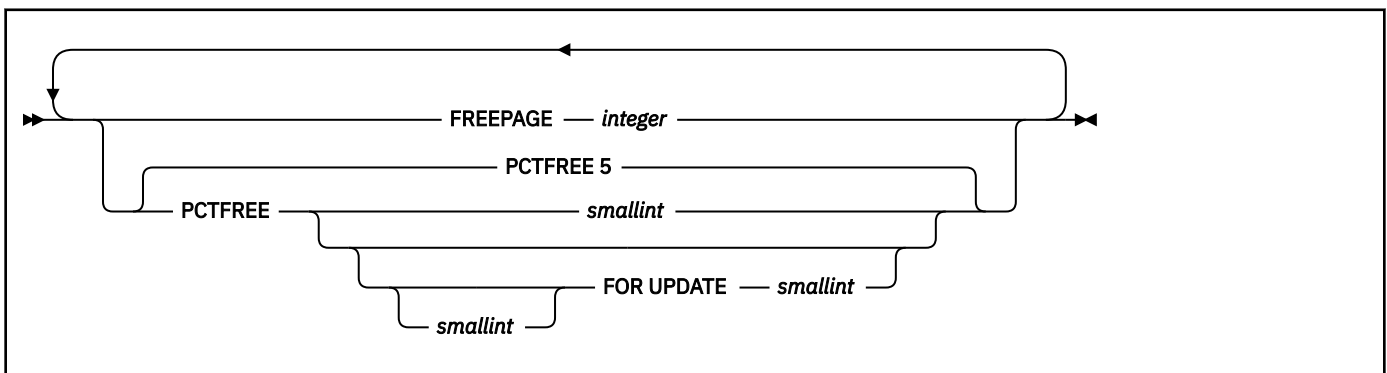 FREEPAGE integer
PCTFREE 5
PCTFREE smallint
FOR UPDATE smallint
smallint